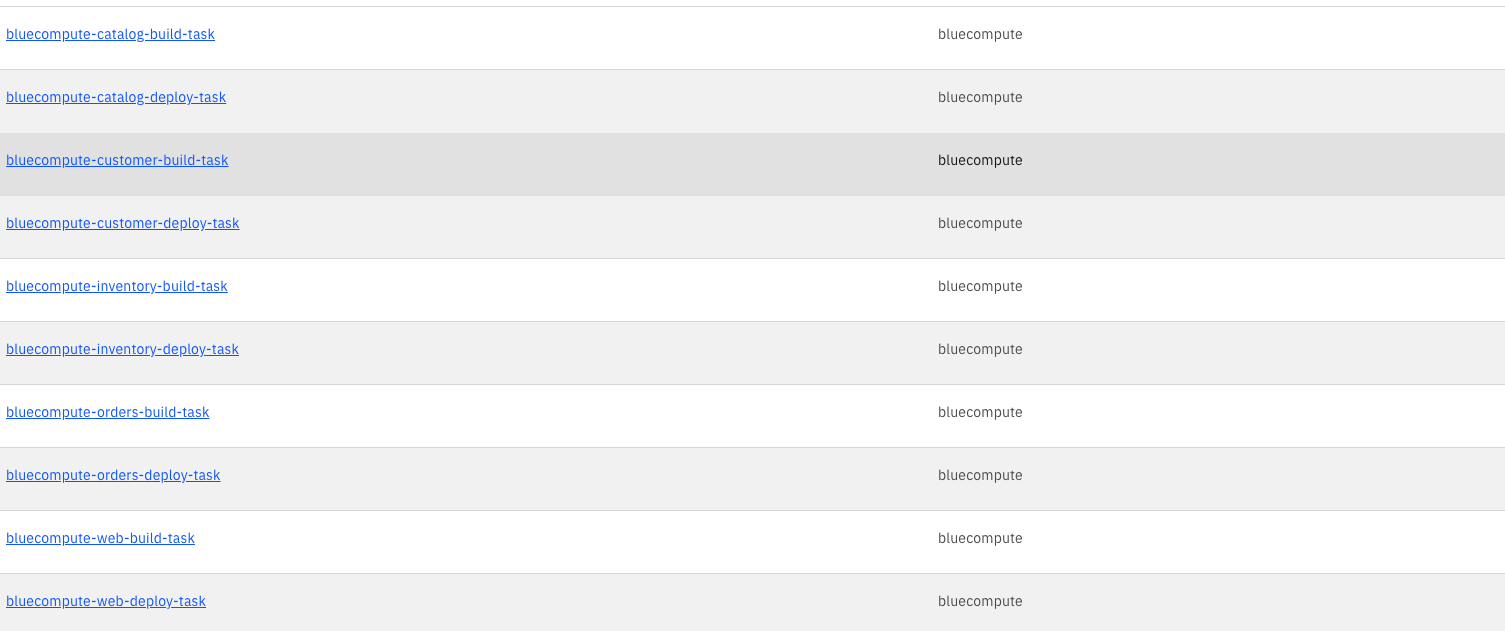 bluecompute-catalog-build-task bluecompute
bluecompute-catalog-deploy-task bluecompute
bluecompute-customer-build-task bluecompute
bluecompute-customer-deploy-task bluecompute
bluecompute-inventory-build-task bluecompute
bluecompute-inventory-deploy-task bluecompute
bluecompute-orders-build-task bluecompute
bluecompute-orders-deploy-task bluecompute
bluecompute-web-build-task bluecompute
bluecompute-web-deploy-task bluecompute